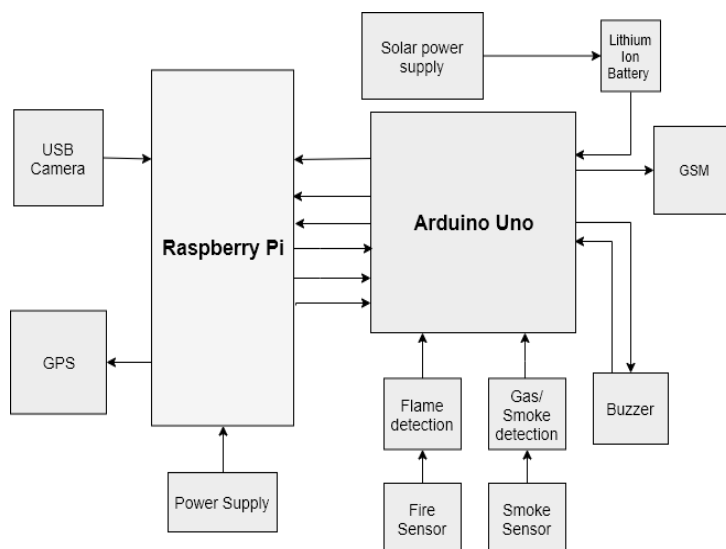 Solar power
supply
Lithium
Ion
Battery
USB
Camera
Raspberry Pi
Arduino Uno
GSM
GPS
Flame
detection
Gas/
Smoke
detection
Buzzer
Power Supply
Fire
Sensor
Smoke
Sensor